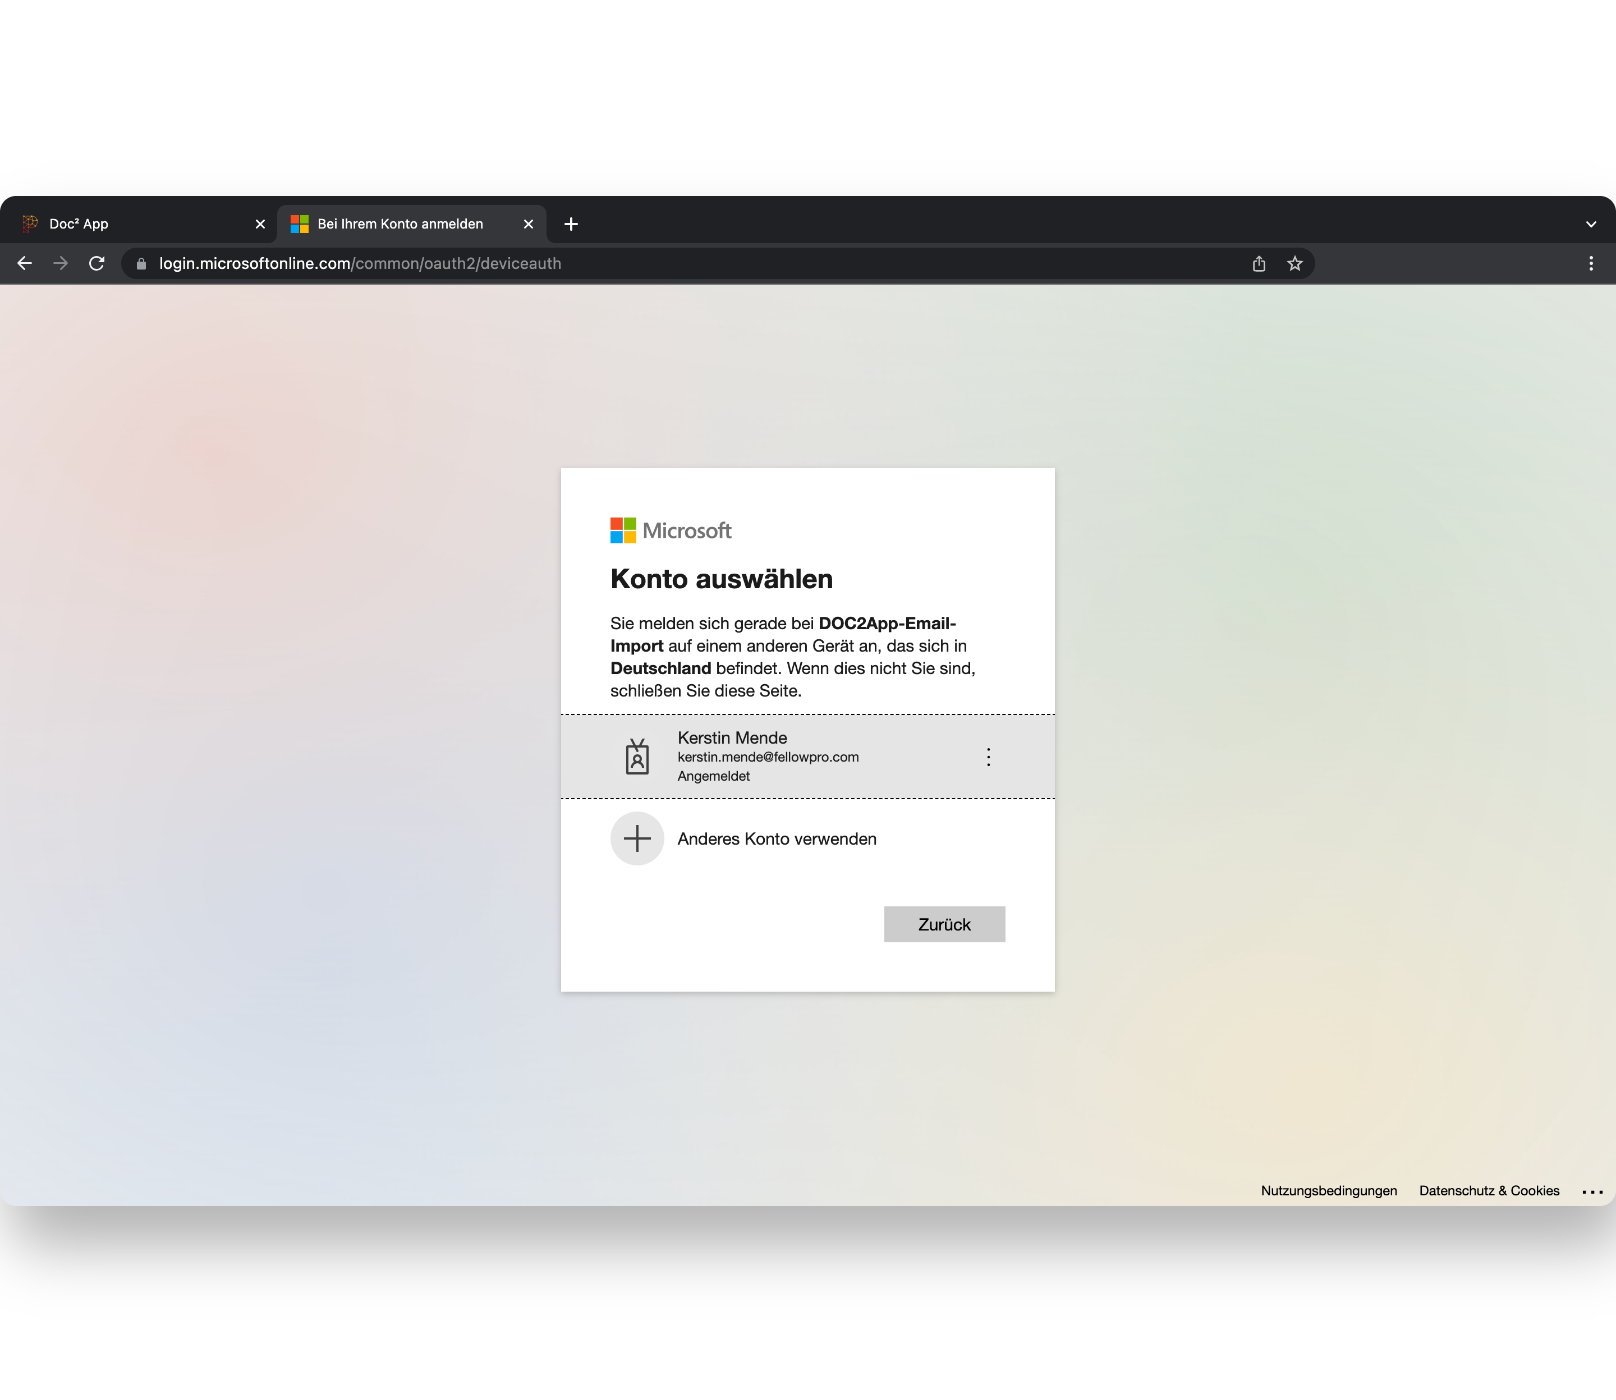 Doc² App
Bei Ihrem Konto anmelden
login.microsoftonline.com/common/oauth2/deviceauth
Microsoft
Konto auswählen
Sie melden sich gerade bei DOC2App-Email-
Import auf einem anderen Gerät an, das sich in
Deutschland befindet. Wenn dies nicht Sie sind,
schließen Sie diese Seite.
Kerstin Mende
kerstin.mende@fellowpro.com
Angemeldet
Anderes Konto verwenden
Zurück
Nutzungsbedingungen Datenschutz & Cookies